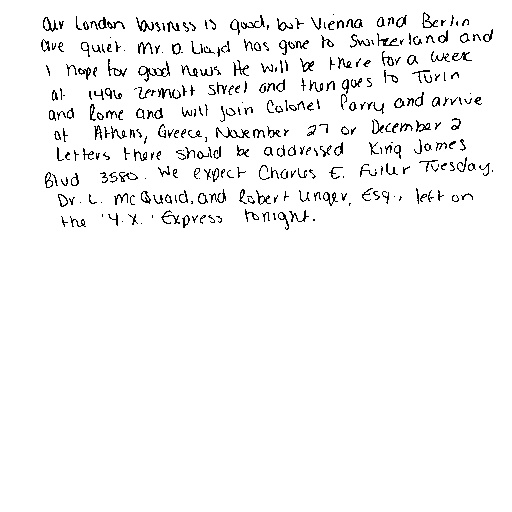 Our London business is good, but Vienna and Berlin
are quiet. Mr. D. Lloyd has gone to Switzerland and
I hope for good news. He will be there for a week
at 1496 Zermott street and then goes to Turin
and Rome and will join Colonel Parry and arrive
at Athens, Greece, November 27 or December 2
Letters there should be addressed King James
Blvd 3580. We expect Charles E. Fuller Tuesday.
Dr. L. McQuaid, and Robert Unger, Esq., left on
the 'Y.X.' Express tonight.